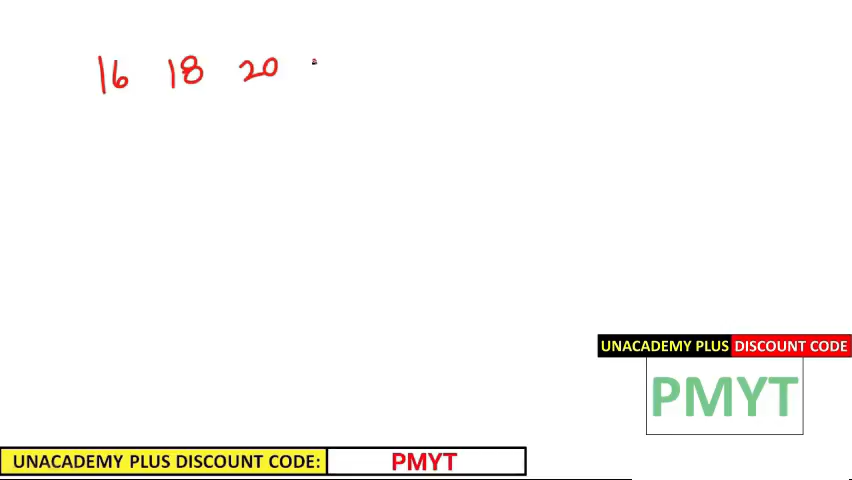 16 18 20
UNACADEMY PLUS DISCOUNT CODE
PMYT
UNACADEMY PLUS DISCOUNT CODE: PMYT